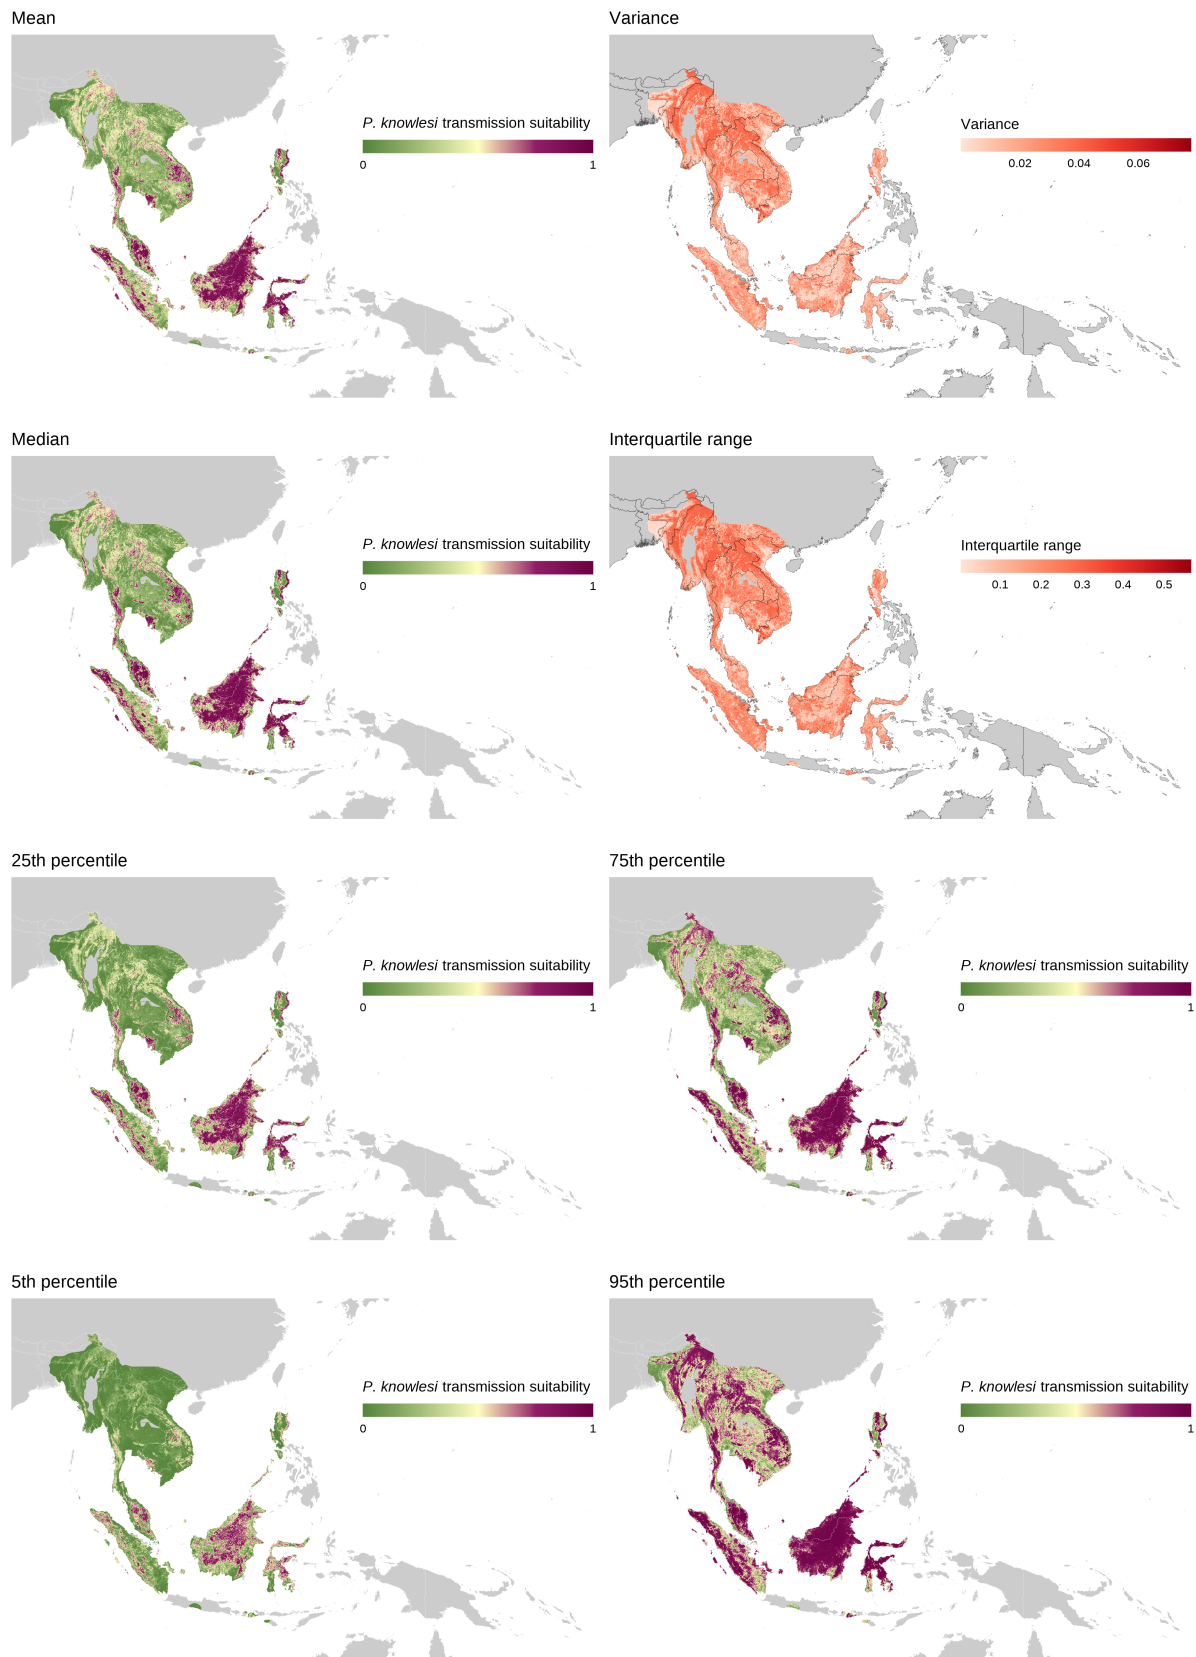 Mean
P. knowlesi transmission suitability
0 1
Variance
Variance
0.02 0.04 0.06
Median
P. knowlesi transmission suitability
0 1
Interquartile range
Interquartile range
0.1 0.2 0.3 0.4 0.5
25th percentile
P. knowlesi transmission suitability
0 1
75th percentile
P. knowlesi transmission suitability
0 1
5th percentile
P. knowlesi transmission suitability
0 1
95th percentile
P. knowlesi transmission suitability
0 1